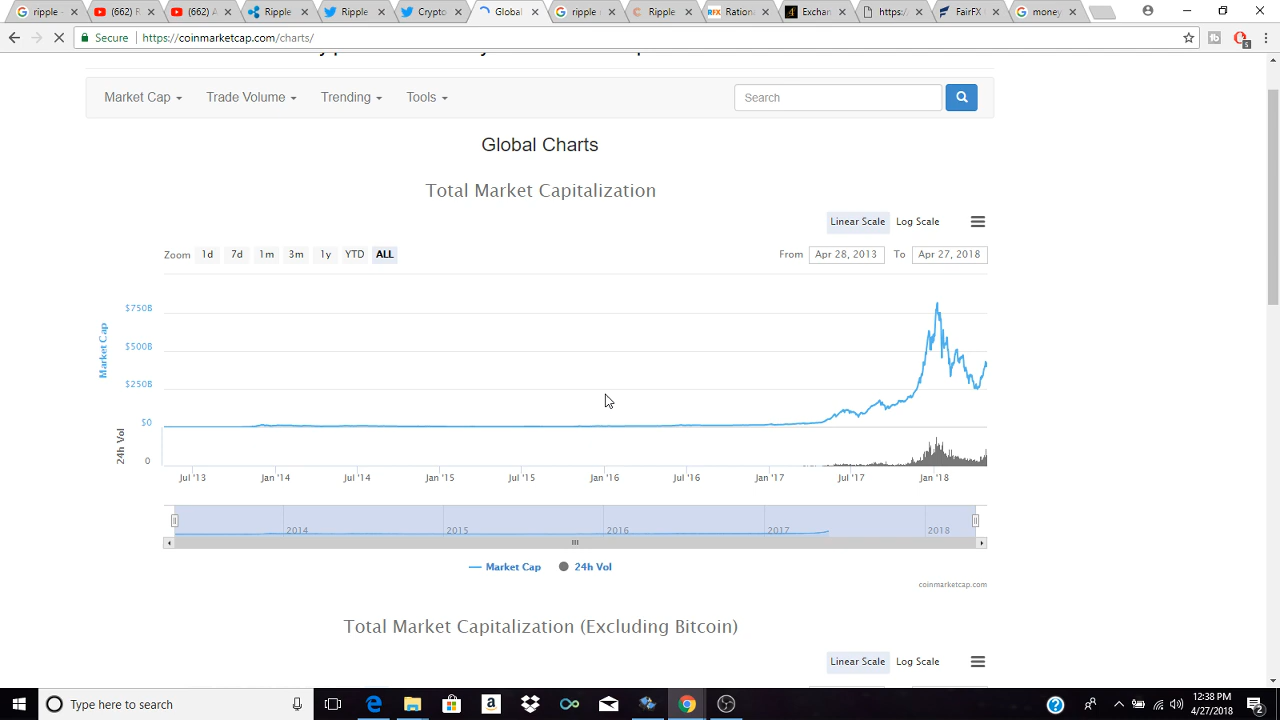 ripple
(662) F
(662) A
Ripple
Ripple
Crypt
Global
ripple
Ripple
Ration
Exchan
https:/
FairFX
money
Secure https://coinmarketcap.com/charts/
Market Cap Trade Volume Trending Tools Search
Global Charts
Total Market Capitalization
Linear Scale Log Scale
Zoom 1d 7d 1m 3m 1y YTD ALL From Apr 28, 2013 To Apr 27, 2018
$750B
$500B
$250B
$0
Market Cap
24h Vol
0
Jul '13 Jan '14 Jul '14 Jan '15 Jul '15 Jan '16 Jul '16 Jan '17 Jul '17 Jan '18
2014 2015 2016 2017 2018
Market Cap 24h Vol
coinmarketcap.com
Total Market Capitalization (Excluding Bitcoin)
Linear Scale Log Scale
Type here to search
12:38 PM
4/27/2018